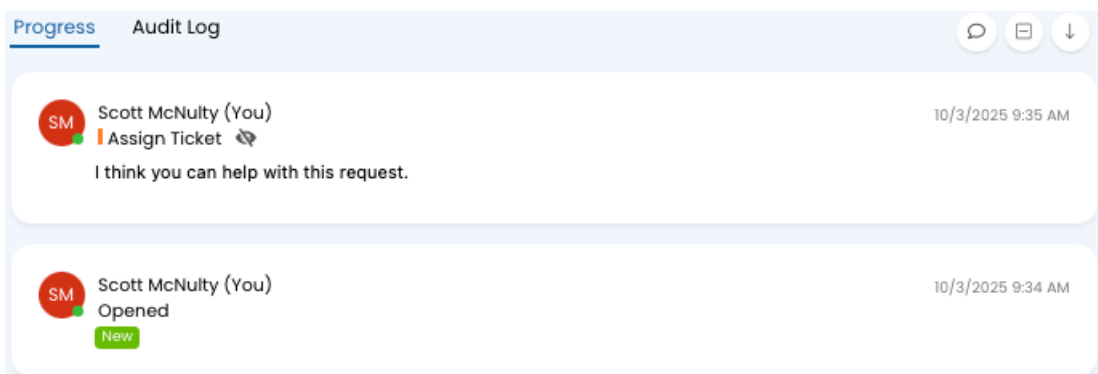 Progress Audit Log
SM
Scott McNulty (You)
10/3/2025 9:35 AM
Assign Ticket
I think you can help with this request.
SM
Scott McNulty (You)
10/3/2025 9:34 AM
Opened
New